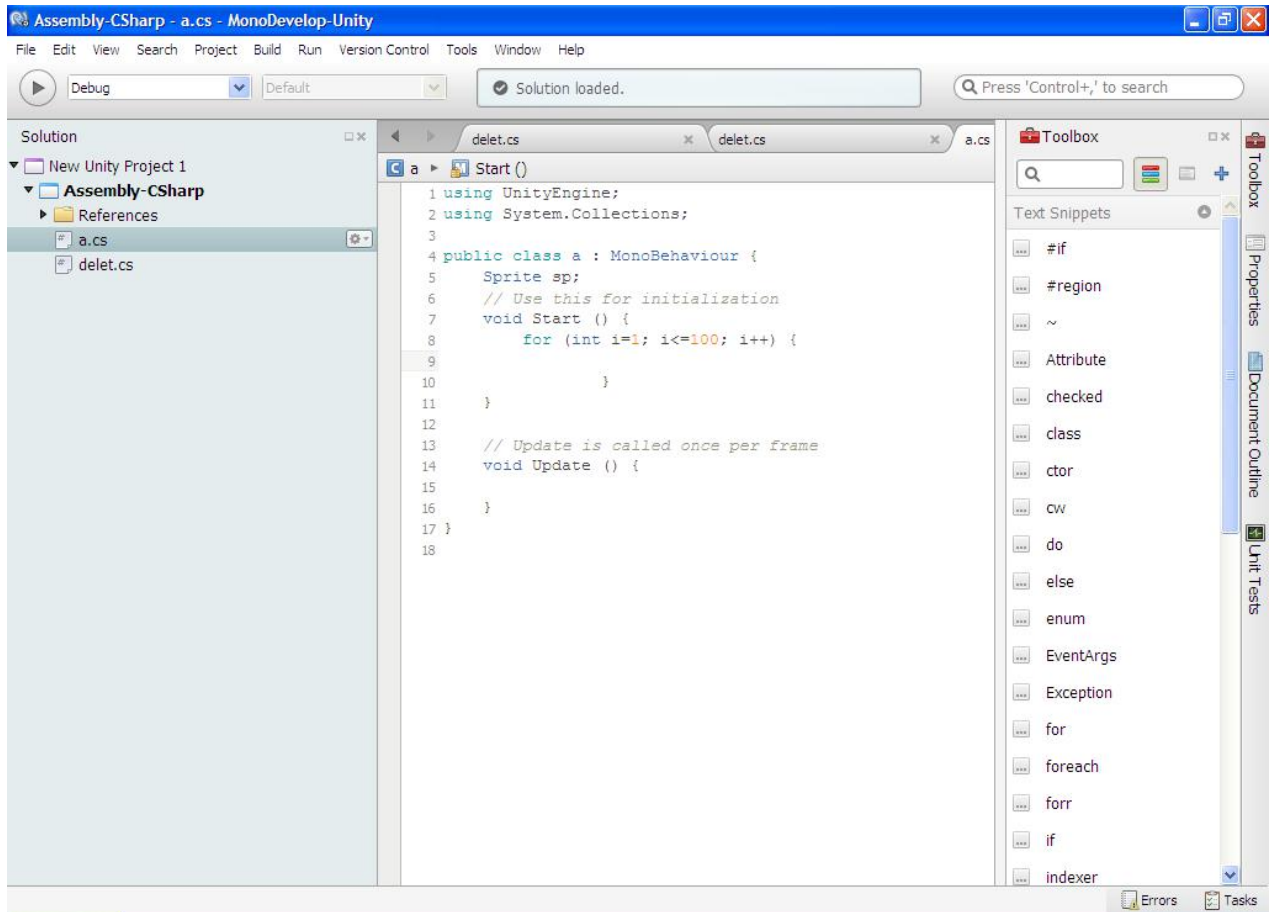 Assembly-CSharp - a.cs - MonoDevelop-Unity
File Edit View Search Project Build Run Version Control Tools Window Help
Debug Default Solution loaded. Press 'Control+,' to search
Solution
New Unity Project 1
Assembly-CSharp
References
a.cs
delet.cs
delet.cs delet.cs a.cs
a Start ()
1 using UnityEngine;
2 using System.Collections;
3
4 public class a : MonoBehaviour {
5 Sprite sp;
6 // Use this for initialization
7 void Start () {
8 for (int i=1; i<=100; i++) {
9
10 }
11 }
12
13 // Update is called once per frame
14 void Update () {
15
16 }
17 }
18
Toolbox
Text Snippets
#if
#region
~
Attribute
checked
class
ctor
cw
do
else
enum
EventArgs
Exception
for
foreach
forr
if
indexer
Toolbox
Properties
Document Outline
Unit Tests
Errors Tasks